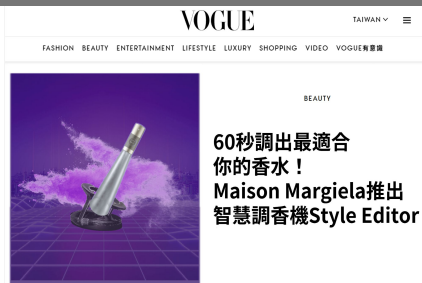 VOGUE
TAIWAN
FASHION BEAUTY ENTERTAINMENT LIFESTYLE LUXURY SHOPPING VIDEO VOGUE有意識
BEAUTY
60秒調出最適合
你的香水！
Maison Margiela推出
智慧調香機Style Editor